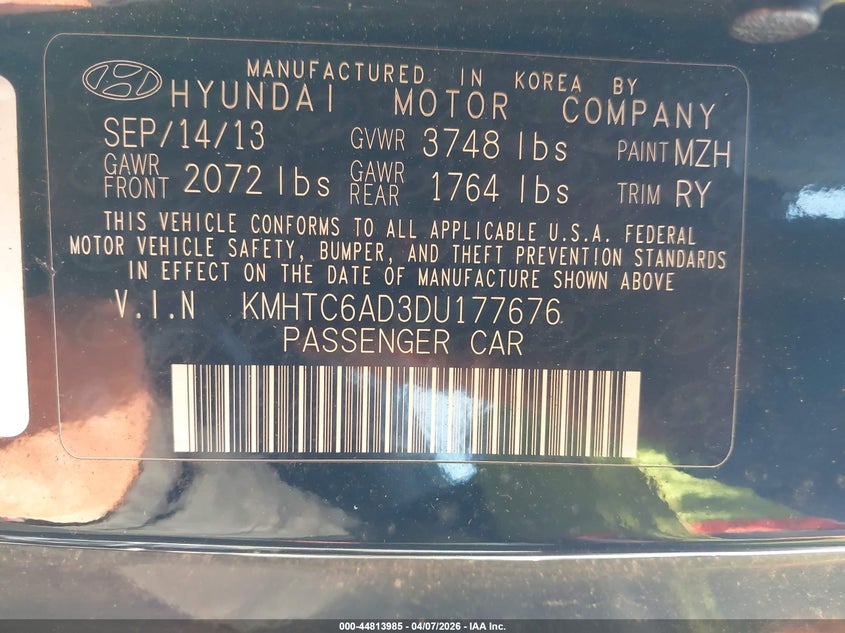 MANUFACTURED IN KOREA BY
HYUNDAI MOTOR COMPANY
SEP/14/13 GVWR 3748 lbs PAINT MZH
GAWR FRONT 2072 lbs GAWR REAR 1764 lbs TRIM RY
THIS VEHICLE CONFORMS TO ALL APPLICABLE U.S.A. FEDERAL
MOTOR VEHICLE SAFETY, BUMPER, AND THEFT PREVENTION STANDARDS
IN EFFECT ON THE DATE OF MANUFACTURE SHOWN ABOVE
V.I.N KMHTC6AD3DU177676
PASSENGER CAR
000-44813985 - 04/07/2026 - IAA Inc.